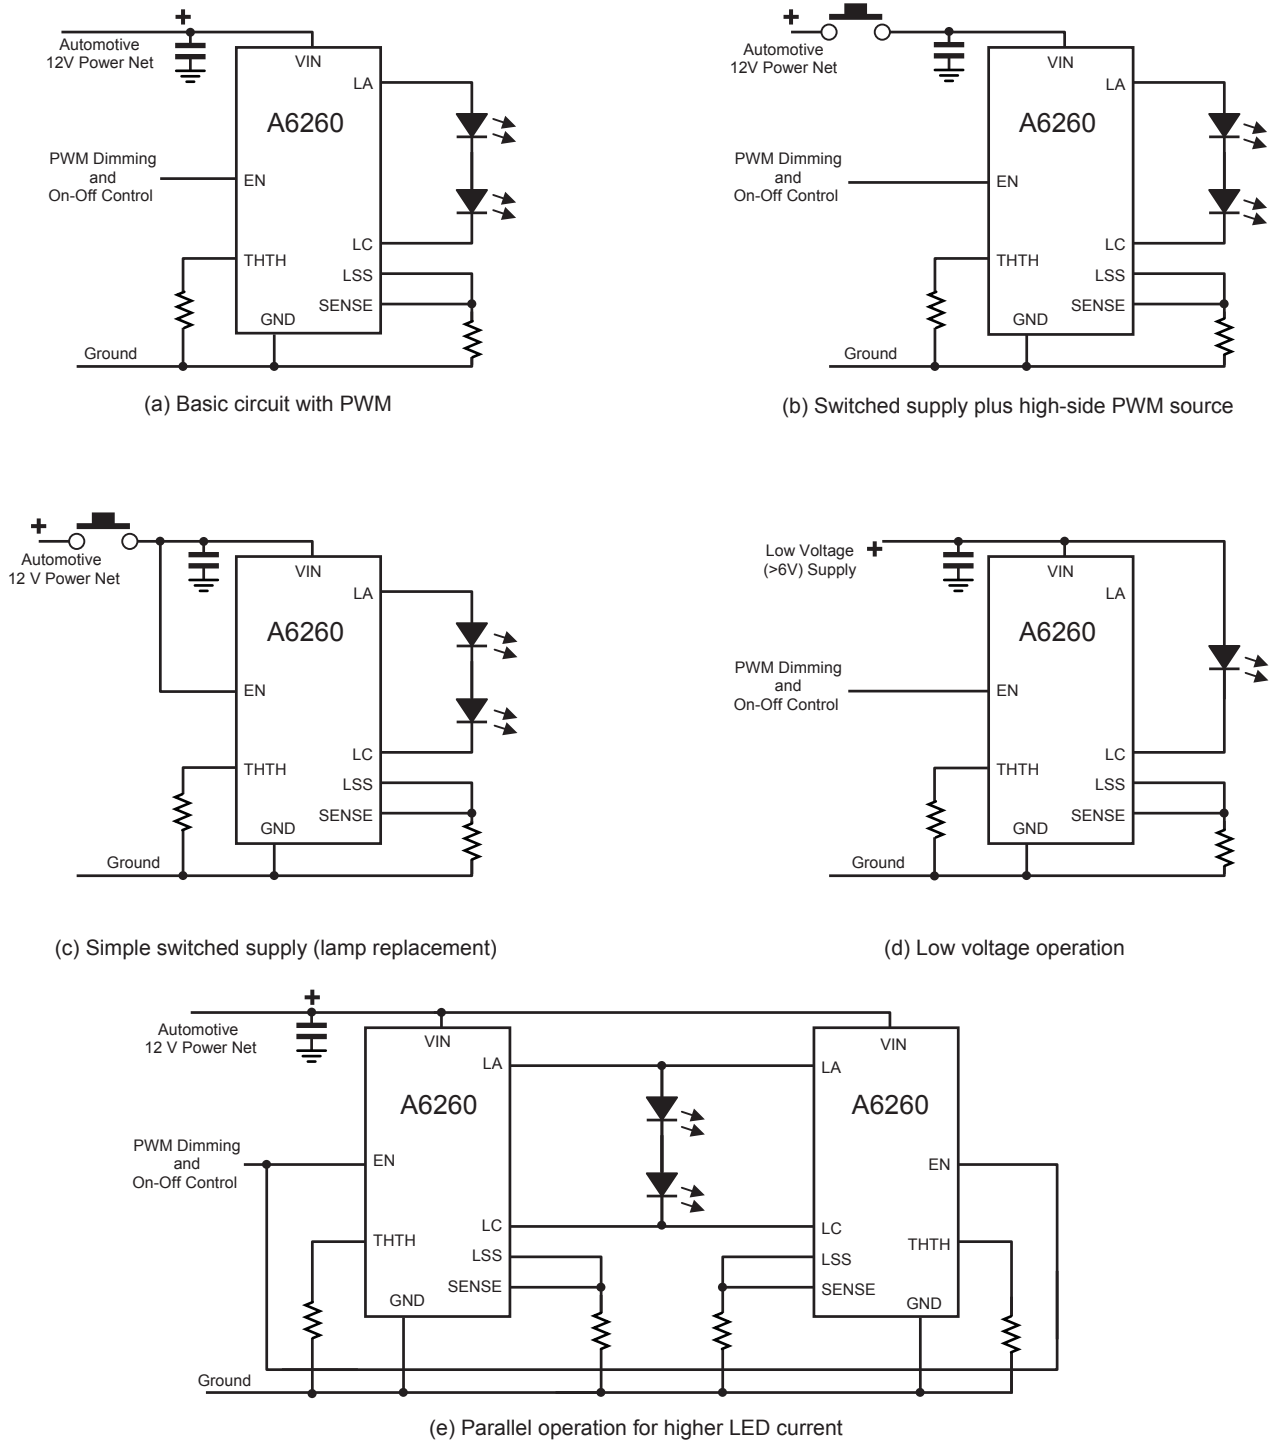 +
Automotive
12V Power Net
VIN
LA
A6260
PWM Dimming
and
On-Off Control
EN
LC
THTH
LSS
SENSE
GND
Ground
(a) Basic circuit with PWM
+
Automotive
12V Power Net
VIN
LA
A6260
PWM Dimming
and
On-Off Control
EN
LC
THTH
LSS
SENSE
GND
Ground
(b) Switched supply plus high-side PWM source
+
Automotive
12 V Power Net
VIN
LA
A6260
EN
LC
THTH
LSS
SENSE
GND
Ground
(c) Simple switched supply (lamp replacement)
Low Voltage +
(>6V) Supply
VIN
LA
A6260
PWM Dimming
and
On-Off Control
EN
LC
THTH
LSS
SENSE
GND
Ground
(d) Low voltage operation
+
Automotive
12 V Power Net
VIN
LA
A6260
PWM Dimming
and
On-Off Control
EN
LC
THTH
LSS
SENSE
GND
VIN
LA
A6260
EN
LC
THTH
LSS
SENSE
GND
Ground
(e) Parallel operation for higher LED current